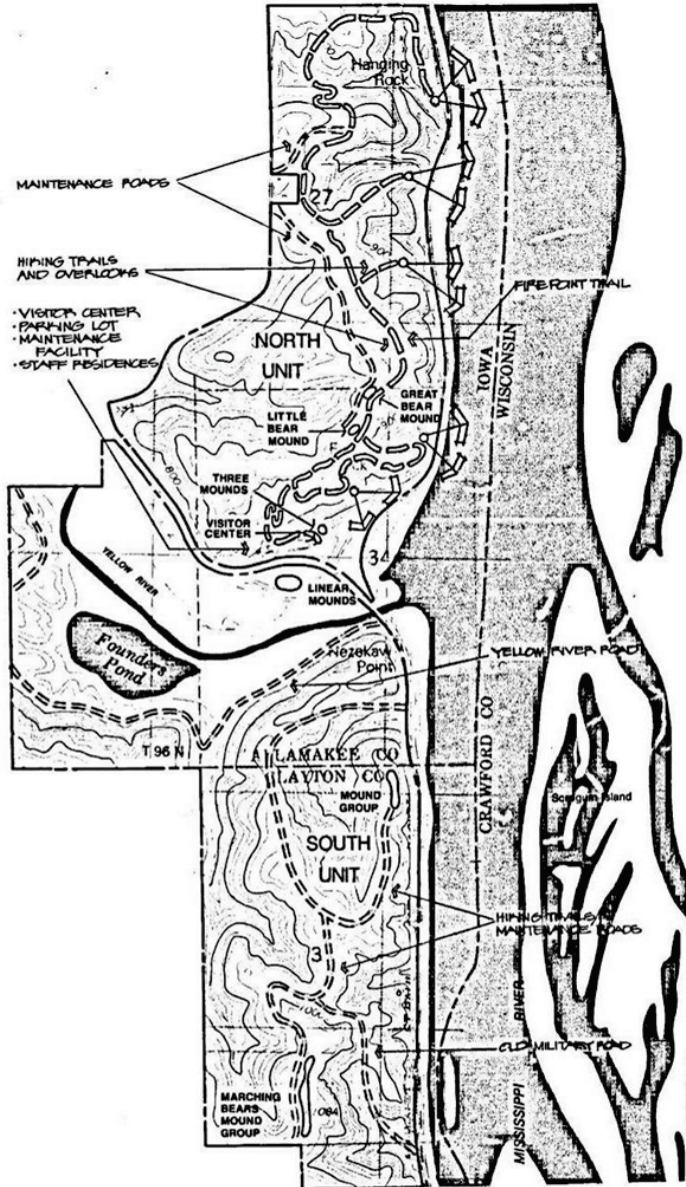 Hanging
Rock
MAINTENANCE ROADS
27
HIKING TRAILS
AND OVERLOOKS
900
FIRE POINT TRAIL
• VISITOR CENTER
• PARKING LOT
• MAINTENANCE
FACILITY
• STAFF RESIDENCES
NORTH
UNIT
IOWA
WISCONSIN
GREAT
BEAR
MOUND
LITTLE
BEAR
MOUND
800
THREE
MOUNDS
VISITOR
CENTER
34
YELLOW RIVER
LINEAR
MOUNDS
Founders
Pond
Nezekaw
Point
YELLOW RIVER ROAD
T 96 N
ALLAMAKEE CO
CLAYTON CO
CRAWFORD CO
MOUND
GROUP
SOUTH
UNIT
HIKING TRAILS
MAINTENANCE ROADS
3
OLD MILITARY ROAD
MISSISSIPPI RIVER
MARCHING
BEARS
MOUND
GROUP
1084